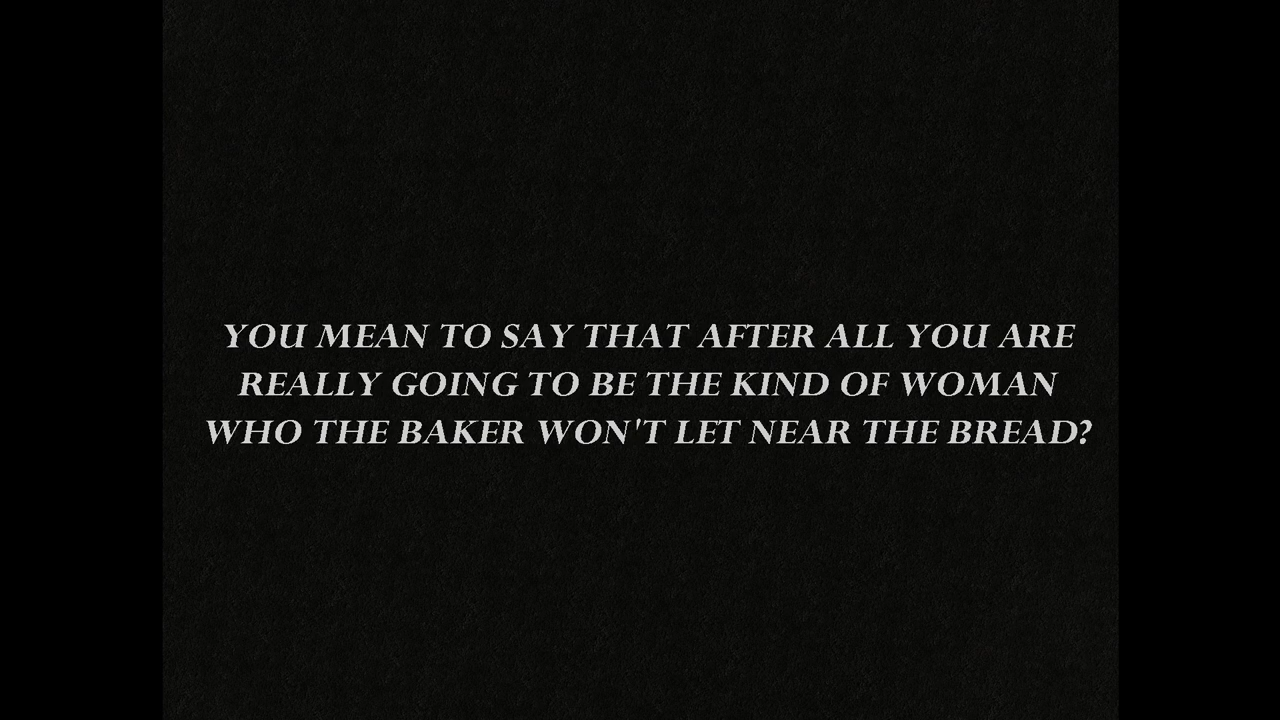 YOU MEAN TO SAY THAT AFTER ALL YOU ARE
REALLY GOING TO BE THE KIND OF WOMAN
WHO THE BAKER WON'T LET NEAR THE BREAD?